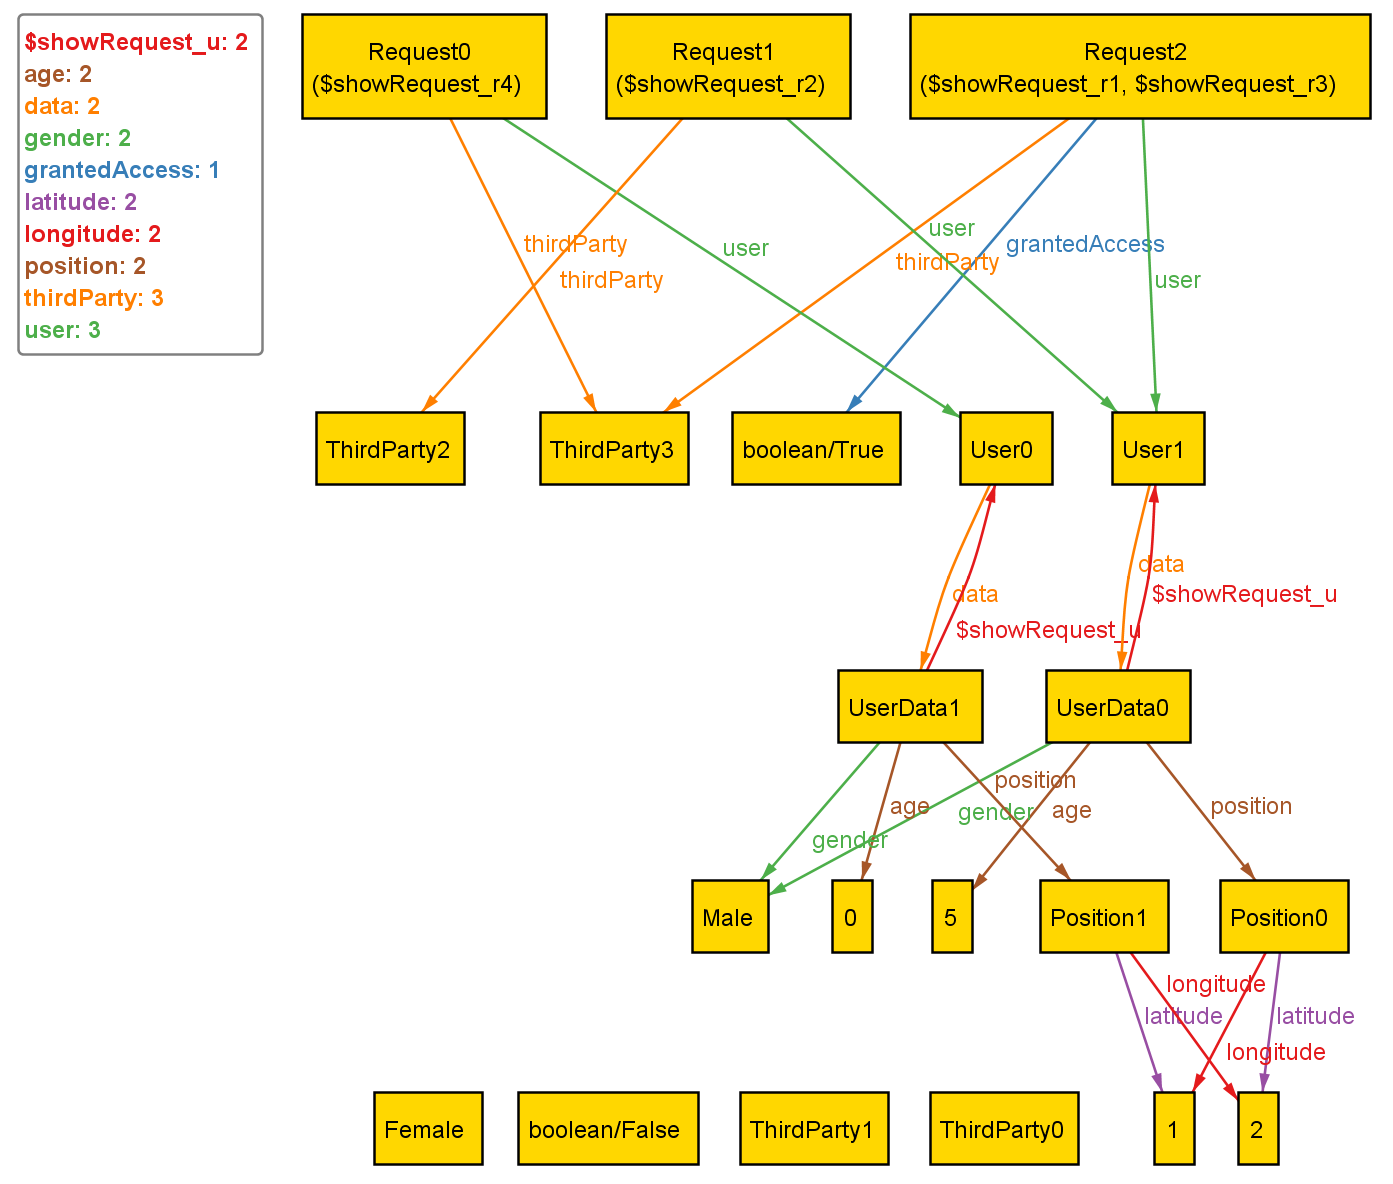 $showRequest_u: 2
age: 2
data: 2
gender: 2
grantedAccess: 1
latitude: 2
longitude: 2
position: 2
thirdParty: 3
user: 3
Request0
($showRequest_r4)
Request1
($showRequest_r2)
Request2
($showRequest_r1, $showRequest_r3)
user
thirdParty
user
grantedAccess
thirdParty
thirdParty
user
ThirdParty2
ThirdParty3
boolean/True
User0
User1
data
data
$showRequest_u
$showRequest_u
UserData1
UserData0
position
age
position
gender
age
gender
Male
0
5
Position1
Position0
longitude
latitude
latitude
longitude
Female
boolean/False
ThirdParty1
ThirdParty0
1
2